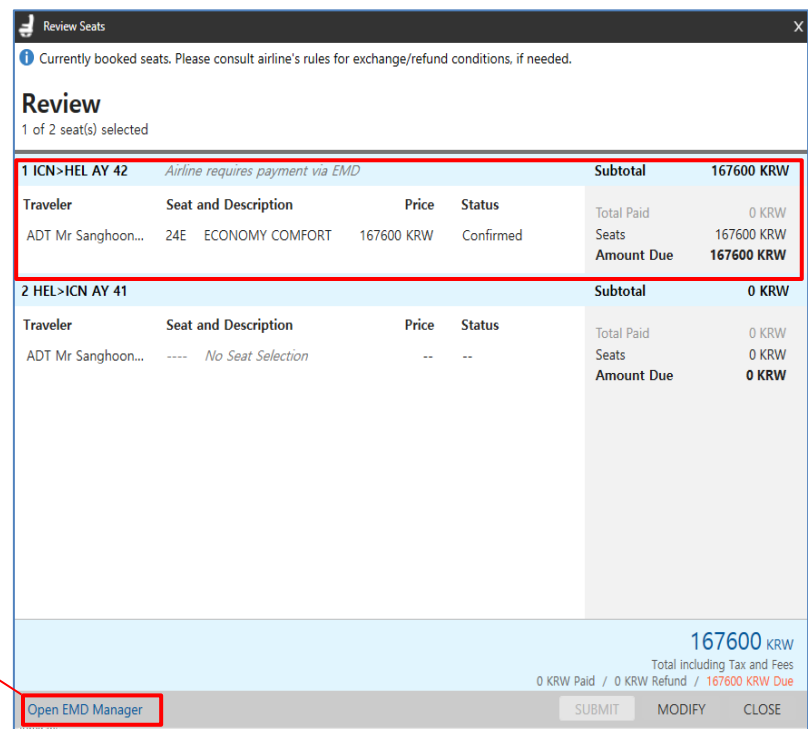 Review Seats X
Currently booked seats. Please consult airline's rules for exchange/refund conditions, if needed.
Review
1 of 2 seat(s) selected
1 ICN>HEL AY 42 Airline requires payment via EMD Subtotal 167600 KRW
Traveler Seat and Description Price Status
Total Paid 0 KRW
ADT Mr Sanghoon... 24E ECONOMY COMFORT 167600 KRW Confirmed
Seats 167600 KRW
Amount Due 167600 KRW
2 HEL>ICN AY 41 Subtotal 0 KRW
Traveler Seat and Description Price Status
Total Paid 0 KRW
ADT Mr Sanghoon... ---- No Seat Selection -- --
Seats 0 KRW
Amount Due 0 KRW
167600 KRW
Total including Tax and Fees
0 KRW Paid / 0 KRW Refund / 167600 KRW Due
Open EMD Manager SUBMIT MODIFY CLOSE